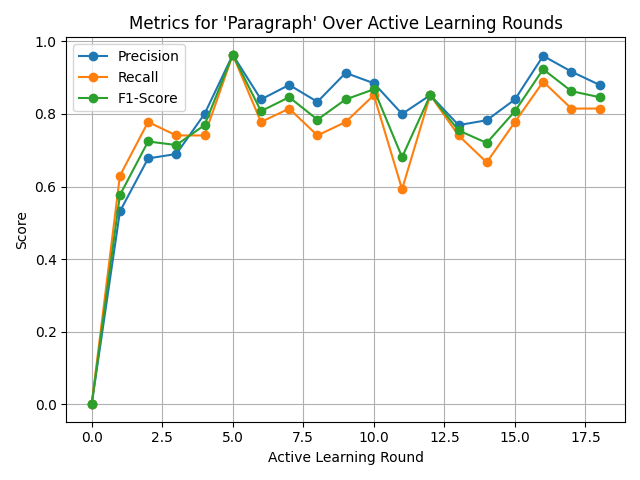 Metrics for 'Paragraph' Over Active Learning Rounds
Precision
Recall
F1-Score
1.0
0.8
0.6
0.4
0.2
0.0
Score
0.0 2.5 5.0 7.5 10.0 12.5 15.0 17.5
Active Learning Round